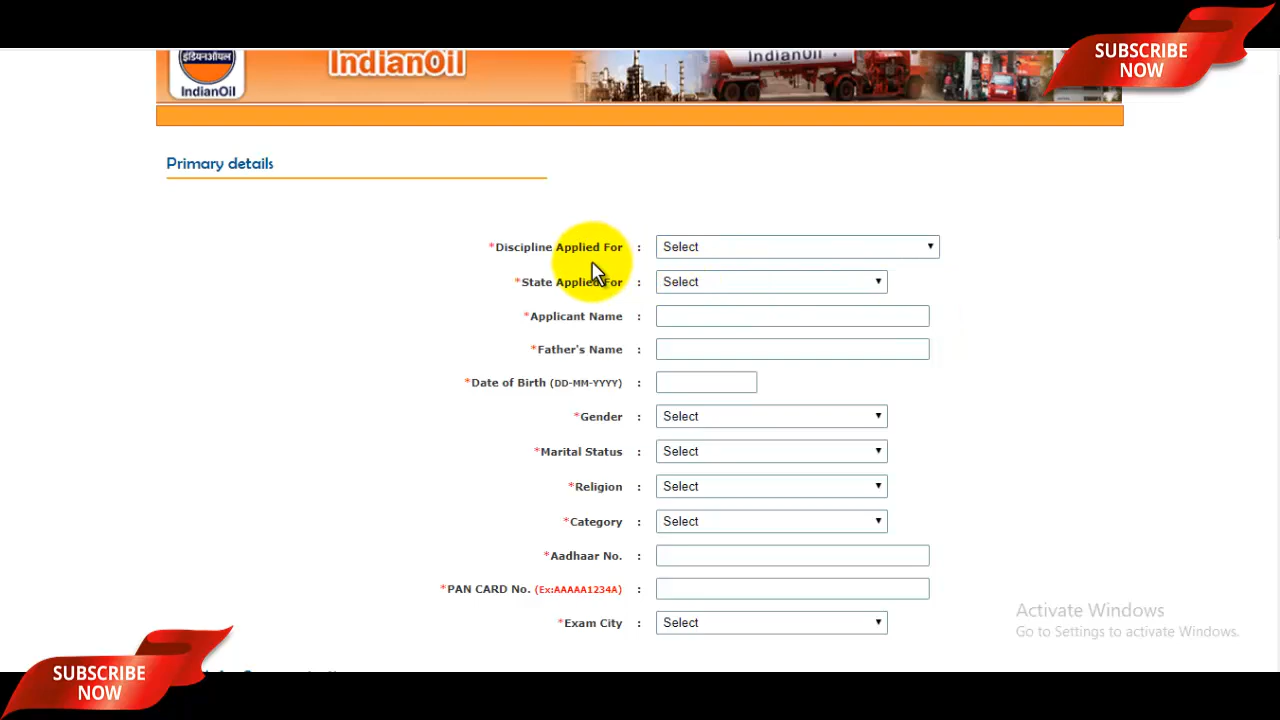 SUBSCRIBE
NOW
इंडियनऑयल
IndianOil
IndianOil
IndianOil
Primary details
*Discipline Applied For : Select
*State Applied For : Select
*Applicant Name :
*Father's Name :
*Date of Birth (DD-MM-YYYY) :
*Gender : Select
*Marital Status : Select
*Religion : Select
*Category : Select
*Aadhaar No. :
*PAN CARD No. (Ex:AAAAA1234A) :
*Exam City : Select
Activate Windows
Go to Settings to activate Windows.
SUBSCRIBE
NOW